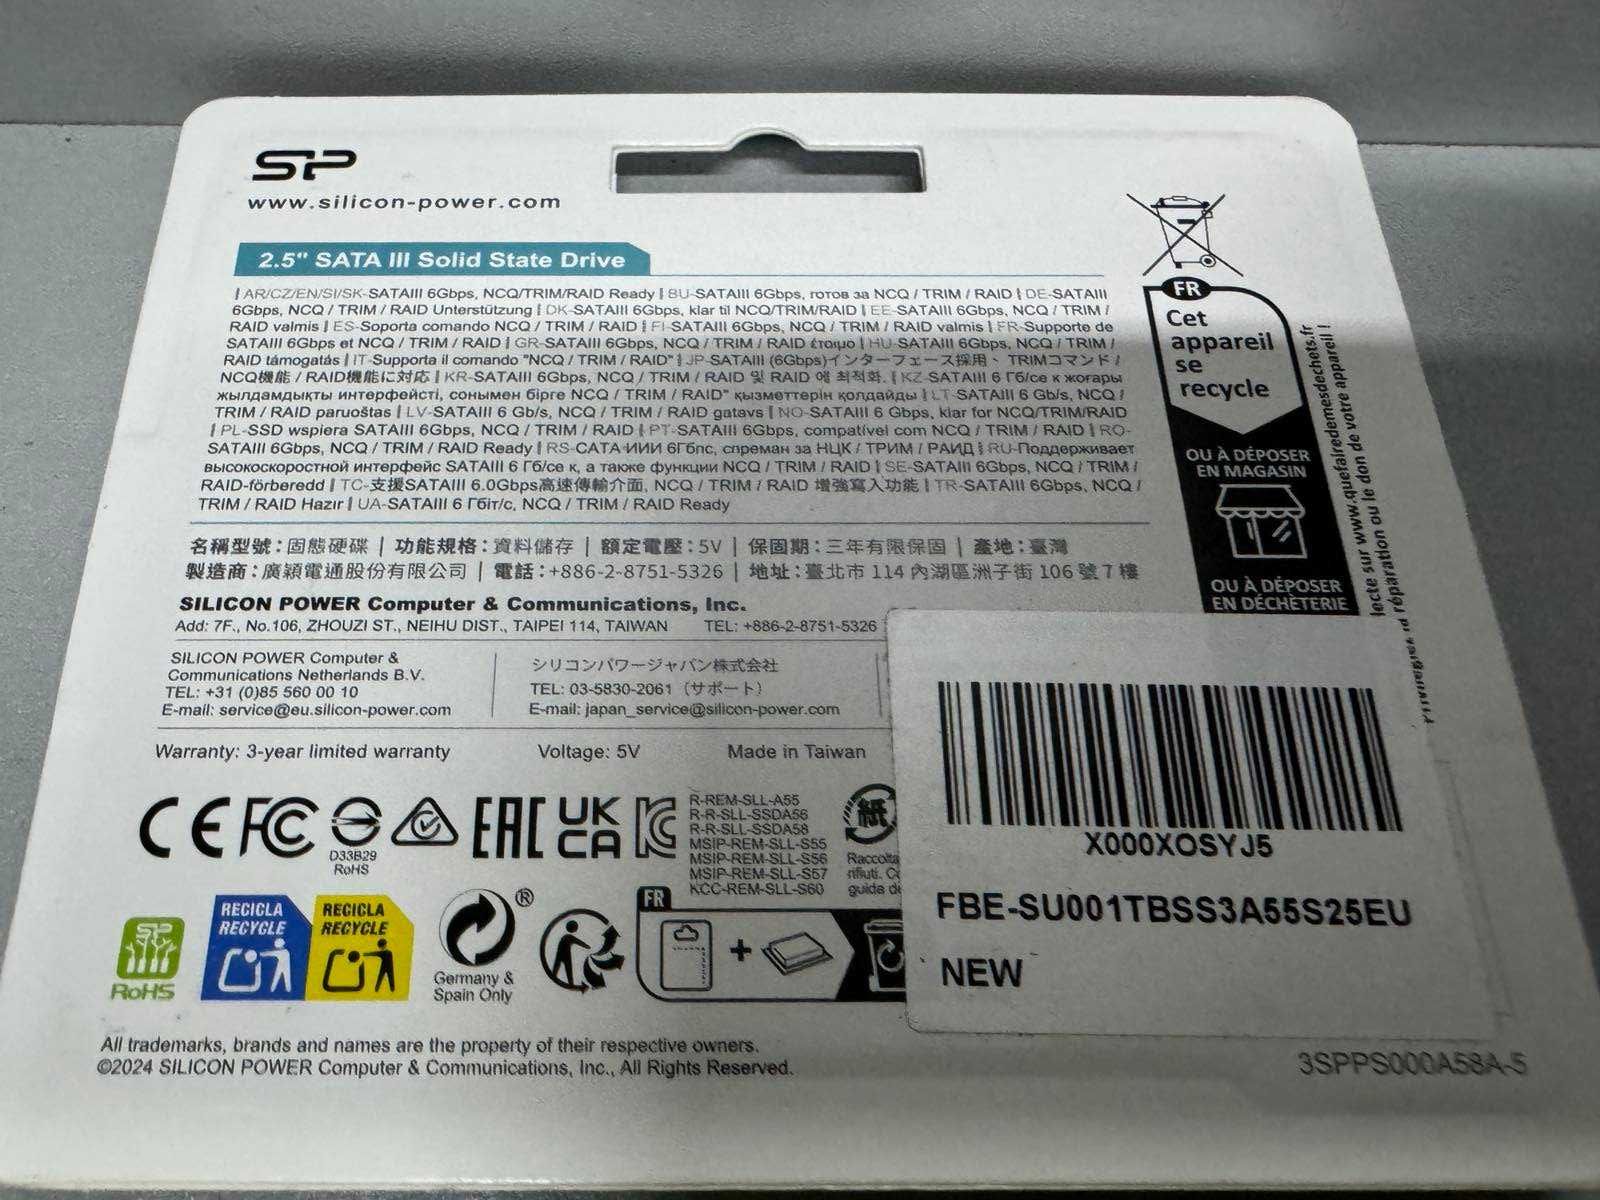 SP
www.silicon-power.com
2.5" SATA III Solid State Drive
| AR/CZ/EN/SI/SK-SATAIII 6Gbps, NCQ/TRIM/RAID Ready | BU-SATAIII 6Gbps, готов за NCQ / TRIM / RAID | DE-SATAIII
6Gbps, NCQ / TRIM / RAID Unterstützung | DK-SATAIII 6Gbps, klar til NCQ/TRIM/RAID | EE-SATAIII 6Gbps, NCQ / TRIM /
RAID valmis | ES-Soporta comando NCQ / TRIM / RAID | FI-SATAIII 6Gbps, NCQ / TRIM / RAID valmis | FR-Supporte de
SATAIII 6Gbps et NCQ / TRIM / RAID | GR-SATAIII 6Gbps, NCQ / TRIM / RAID έτοιμο | HU-SATAIII 6Gbps, NCQ / TRIM /
RAID támogatás | IT-Supporta il comando "NCQ / TRIM / RAID" | JP-SATAIII (6Gbps)インターフェース採用、TRIMコマンド /
NCQ機能 / RAID機能に対応 | KR-SATAIII 6Gbps, NCQ / TRIM / RAID 및 RAID 에 최적화. | KZ-SATAIII 6 Гб/се к жоғары
жылдамдықты интерфейсті, сонымен бірге NCQ / TRIM / RAID" қызметтерін қолдайды | LT-SATAIII 6 Gb/s, NCQ /
TRIM / RAID paruoštas | LV-SATAIII 6 Gb/s, NCQ / TRIM / RAID gatavs | NO-SATAIII 6 Gbps, klar for NCQ/TRIM/RAID
| PL-SSD wspiera SATAIII 6Gbps, NCQ / TRIM / RAID | PT-SATAIII 6Gbps, compatível com NCQ / TRIM / RAID | RO-
SATAIII 6Gbps, NCQ / TRIM / RAID Ready | RS-САТА ИИИ 6Гбпс, спреман за НЦК / ТРИМ / РАИД | RU-Поддерживает
высокоскоростной интерфейс SATAIII 6 Гб/се к, а также функции NCQ / TRIM / RAID | SE-SATAIII 6Gbps, NCQ / TRIM /
RAID-förberedd | TC-支援SATAIII 6.0Gbps高速傳輸介面, NCQ / TRIM / RAID 增強寫入功能 | TR-SATAIII 6Gbps, NCQ /
TRIM / RAID Hazır | UA-SATAIII 6 Гбіт/с, NCQ / TRIM / RAID Ready
名稱型號：固態硬碟 | 功能規格：資料儲存 | 額定電壓：5V | 保固期：三年有限保固 | 產地：臺灣
製造商：廣穎電通股份有限公司 | 電話：+886-2-8751-5326 | 地址：臺北市 114 內湖區洲子街 106 號 7 樓
SILICON POWER Computer & Communications, Inc.
Add: 7F., No.106, ZHOUZI ST., NEIHU DIST., TAIPEI 114, TAIWAN TEL: +886-2-8751-5326
SILICON POWER Computer &
Communications Netherlands B.V.
TEL: +31 (0)85 560 00 10
E-mail: service@eu.silicon-power.com
シリコンパワージャパン株式会社
TEL: 03-5830-2061（サポート）
E-mail: japan_service@silicon-power.com
Warranty: 3-year limited warranty Voltage: 5V Made in Taiwan
CE FC
D33B29
RoHS
EAC
UK
CA
R-REM-SLL-A55
R-R-SLL-SSDA56
R-R-SLL-SSDA58
MSIP-REM-SLL-S55
MSIP-REM-SLL-S56
MSIP-REM-SLL-S57
KCC-REM-SLL-S60
紙
Raccolta
rifiuti.
guida
SP
RoHS
RECICLA
RECYCLE
RECICLA
RECYCLE
®
Germany &
Spain Only
FR
+
All trademarks, brands and names are the property of their respective owners.
©2024 SILICON POWER Computer & Communications, Inc., All Rights Reserved.
FR
Cet
appareil
se
recycle
OU À DÉPOSER
EN MAGASIN
OU À DÉPOSER
EN DÉCHÈTERIE
lecte sur www.quefairedemesdechets.fr
réparation ou le don de votre appareil !
X000XOSYJ5
FBE-SU001TBSS3A55S25EU
NEW
3SPPS000A58A-5